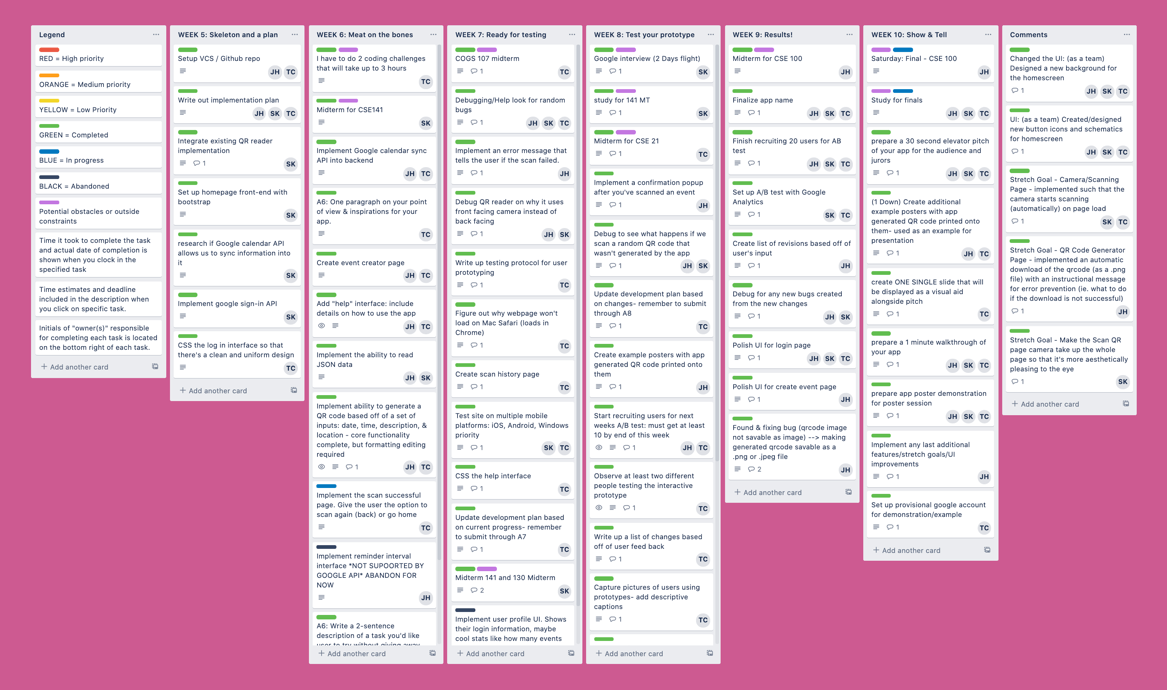 Legend
RED = High priority
ORANGE = Medium priority
YELLOW = Low Priority
GREEN = Completed
BLUE = In progress
BLACK = Abandoned
Potential obstacles or outside
constraints
Time it took to complete the task
and actual date of completion is
shown when you clock in the
specified task
Time estimates and deadline
included in the description when
you click on specific task.
Initials of "owner(s)" responsible
for completing each task is located
on the bottom right of each task.
+ Add another card
WEEK 5: Skeleton and a plan
Setup VCS / Github repo
JH TC
Write out implementation plan
JH SK TC
Integrate existing QR reader
implementation
1 SK
Set up homepage front-end with
bootstrap
SK
research if Google calendar API
allows us to sync information into
it
SK
Implement google sign-in API
SK
CSS the log in interface so that
there's a clean and uniform design
TC
+ Add another card
WEEK 6: Meat on the bones
I have to do 2 coding challenges
that will take up to 3 hours
TC
Midterm for CSE141
SK
Implement Google calendar sync
API into backend
JH TC
A6: One paragraph on your point
of view & inspirations for your
app.
TC
Create event creator page
JH TC
Add "help" interface: include
details on how to use the app
JH TC
Implement the ability to read
JSON data
JH SK
Implement ability to generate a
QR code based off of a set of
inputs: date, time, description, &
location - core functionality
complete, but formatting editing
required
1 JH TC
Implement the scan successful
page. Give the user the option to
scan again (back) or go home
TC
Implement reminder interval
interface *NOT SUPOORTED BY
GOOGLE API* ABANDON FOR
NOW
JH
A6: Write a 2-sentence
description of a task you'd like
user to try without giving away
+ Add another card
WEEK 7: Ready for testing
COGS 107 midterm
1 TC
Debugging/Help look for random
bugs
1 JH SK TC
Implement an error message that
tells the user if the scan failed.
1 JH
Debug QR reader on why it uses
front facing camera instead of
back facing
1 JH SK
Write up testing protocol for user
prototyping
1 TC
Figure out why webpage won't
load on Mac Safari (loads in
Chrome)
1 TC
Create scan history page
1 TC
Test site on multiple mobile
platforms: iOS, Android, Windows
priority
1 SK TC
CSS the help interface
1 TC
Update development plan based
on current progress- remember
to submit through A7
1 TC
Midterm 141 and 130 Midterm
2 SK
Implement user profile UI. Shows
their login information, maybe
cool stats like how many events
+ Add another card
WEEK 8: Test your prototype
Google interview (2 Days flight)
1 SK
study for 141 MT
1 SK
Midterm for CSE 21
1 TC
Implement a confirmation popup
after you've scanned an event
1 JH
Debug to see what happens if we
scan a random QR code that
wasn't generated by the app
1 JH SK
Update development plan based
on changes- remember to submit
through A8
1 TC
Create example posters with app
generated QR code printed onto
them
1 JH
Start recruiting users for next
weeks A/B test: must get at least
10 by end of this week
1 JH TC
Observe at least two different
people testing the interactive
prototype
1 TC
Write up a list of changes based
off of user feed back
1 TC
Capture pictures of users using
prototypes- add descriptive
captions
1 TC
+ Add another card
WEEK 9: Results!
Midterm for CSE 100
1 JH
Finalize app name
1 JH SK TC
Finish recruiting 20 users for AB
test
1 JH SK TC
Set up A/B test with Google
Analytics
1 SK TC
Create list of revisions based off of
user's input
1 JH
Debug for any new bugs created
from the new changes
1 JH SK
Polish UI for login page
1 JH SK TC
Polish UI for create event page
1 JH
Found & fixing bug (qrcode image
not savable as image) --> making
generated qrcode savable as a
.png or .jpeg file
2 JH
+ Add another card
WEEK 10: Show & Tell
Saturday: Final - CSE 100
JH
Study for finals
1 JH SK TC
prepare a 30 second elevator pitch
of your app for the audience and
jurors
1 JH SK TC
(1 Down) Create additional
example posters with app
generated QR code printed onto
them- used as an example for
presentation
1 JH TC
create ONE SINGLE slide that will
be displayed as a visual aid
alongside pitch
1 TC
prepare a 1 minute walkthrough of
your app
1 JH SK TC
prepare app poster demonstration
for poster session
1 JH SK TC
Implement any last additional
features/stretch goals/UI
improvements
1 JH
Set up provisional google account
for demonstration/example
1 TC
+ Add another card
Comments
Changed the UI: (as a team)
Designed a new background for
the homescreen
1 JH SK TC
UI: (as a team) Created/designed
new button icons and schematics
for homescreen
1 JH SK TC
Stretch Goal - Camera/Scanning
Page - implemented such that the
camera starts scanning
(automatically) on page load
1 SK TC
Stretch Goal - QR Code Generator
Page - implemented an automatic
download of the qrcode (as a .png
file) with an instructional message
for error prevention (ie. what to do
if the download is not successful)
1 JH
Stretch Goal - Make the Scan QR
page camera take up the whole
page so that it's more aesthetically
pleasing to the eye
1 SK
+ Add another card